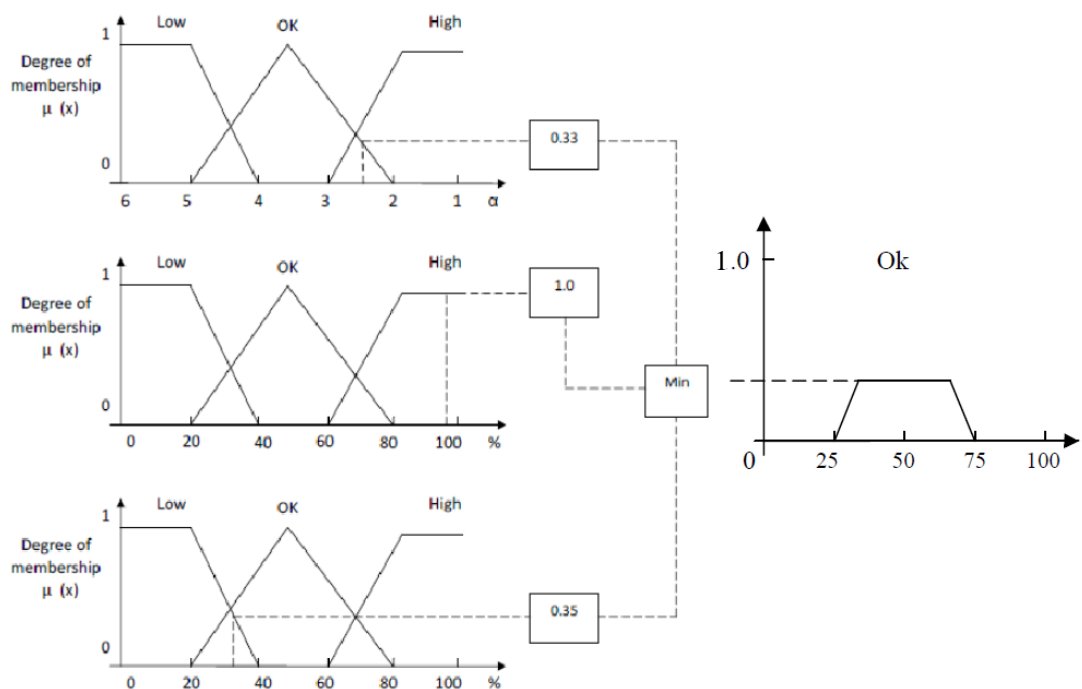 Low OK High
1
Degree of
membership
μ (x)
0
6 5 4 3 2 1 α
0.33
Low OK High
1
Degree of
membership
μ (x)
0
0 20 40 60 80 100 %
1.0
Min
1.0 Ok
0 25 50 75 100
Low OK High
1
Degree of
membership
μ (x)
0
0 20 40 60 80 100 %
0.35